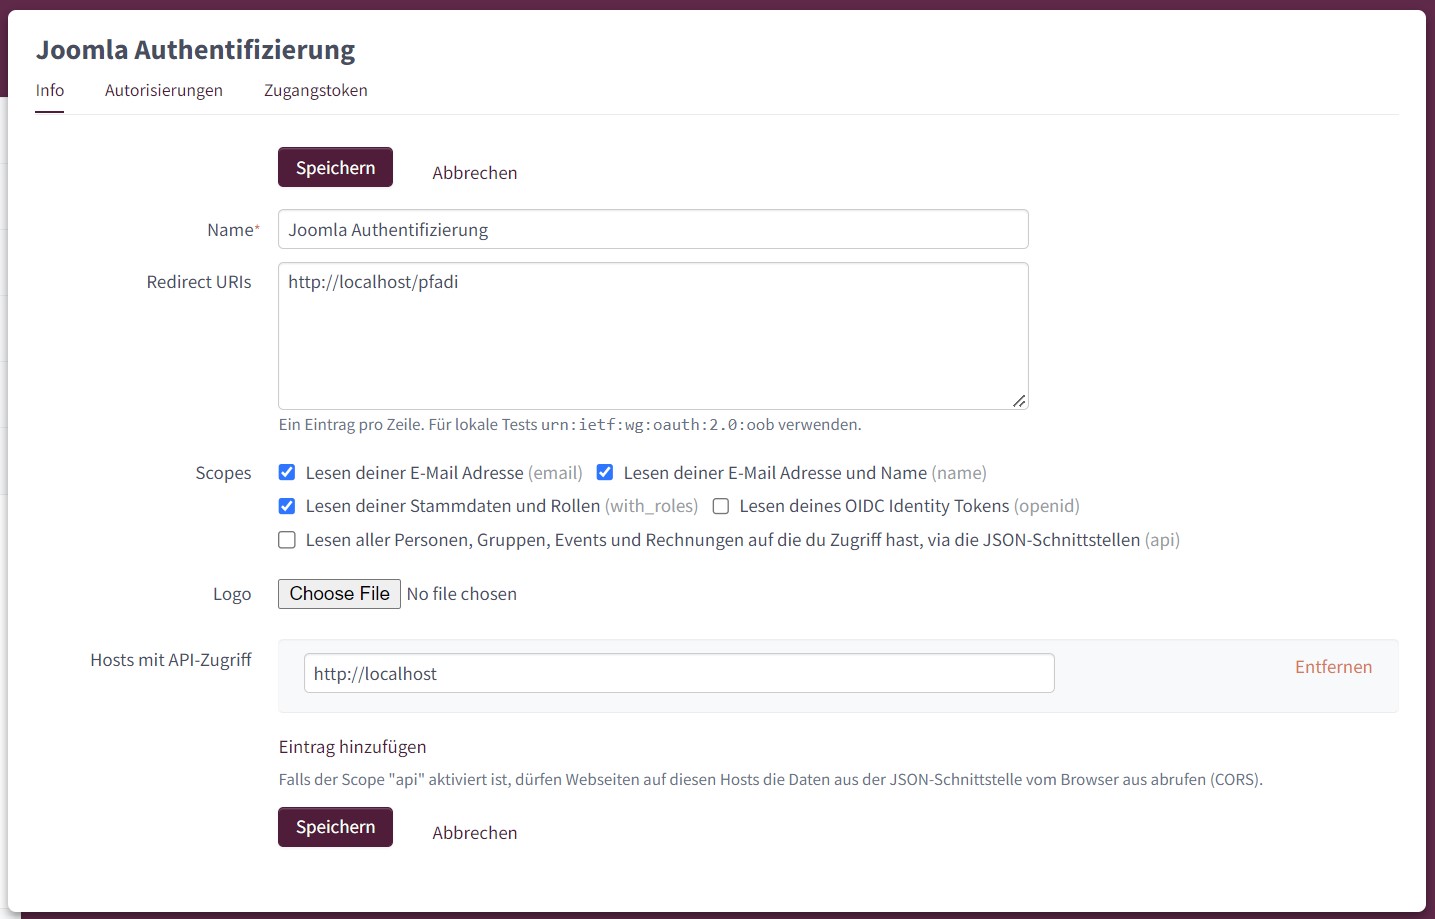 Joomla Authentifizierung
Info Autorisierungen Zugangstoken
Speichern Abbrechen
Name* Joomla Authentifizierung
Redirect URIs http://localhost/pfadi
Ein Eintrag pro Zeile. Für lokale Tests urn:ietf:wg:oauth:2.0:oob verwenden.
Scopes Lesen deiner E-Mail Adresse (email) Lesen deiner E-Mail Adresse und Name (name)
Lesen deiner Stammdaten und Rollen (with_roles) Lesen deines OIDC Identity Tokens (openid)
Lesen aller Personen, Gruppen, Events und Rechnungen auf die du Zugriff hast, via die JSON-Schnittstellen (api)
Logo Choose File No file chosen
Hosts mit API-Zugriff http://localhost Entfernen
Eintrag hinzufügen
Falls der Scope "api" aktiviert ist, dürfen Webseiten auf diesen Hosts die Daten aus der JSON-Schnittstelle vom Browser aus abrufen (CORS).
Speichern Abbrechen